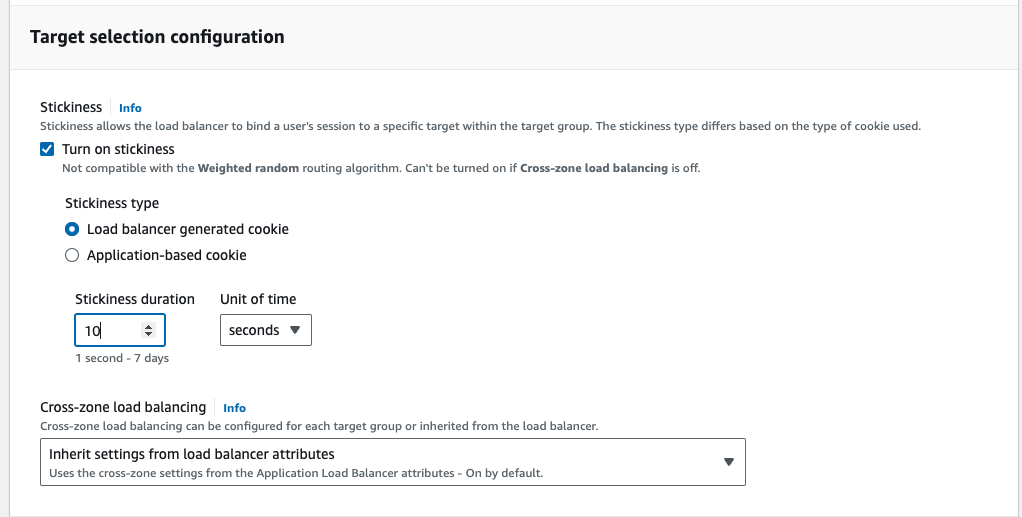 Target selection configuration
Stickiness Info
Stickiness allows the load balancer to bind a user's session to a specific target within the target group. The stickiness type differs based on the type of cookie used.
Turn on stickiness
Not compatible with the Weighted random routing algorithm. Can't be turned on if Cross-zone load balancing is off.
Stickiness type
Load balancer generated cookie
Application-based cookie
Stickiness duration Unit of time
10 seconds
1 second - 7 days
Cross-zone load balancing Info
Cross-zone load balancing can be configured for each target group or inherited from the load balancer.
Inherit settings from load balancer attributes
Uses the cross-zone settings from the Application Load Balancer attributes - On by default.